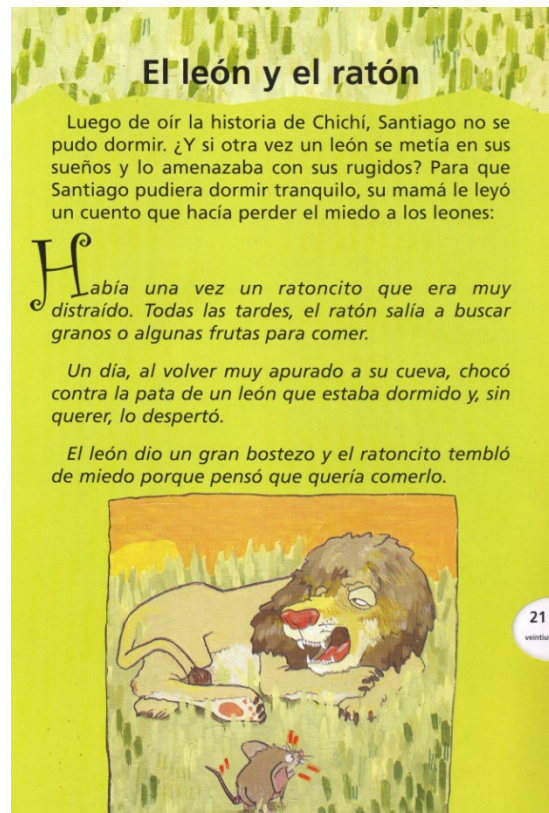 El león y el ratón
Luego de oír la historia de Chichí, Santiago no se
pudo dormir. ¿Y si otra vez un león se metía en sus
sueños y lo amenazaba con sus rugidos? Para que
Santiago pudiera dormir tranquilo, su mamá le leyó
un cuento que hacía perder el miedo a los leones:
Había una vez un ratoncito que era muy
distraído. Todas las tardes, el ratón salía a buscar
granos o algunas frutas para comer.
Un día, al volver muy apurado a su cueva, chocó
contra la pata de un león que estaba dormido y, sin
querer, lo despertó.
El león dio un gran bostezo y el ratoncito tembló
de miedo porque pensó que quería comerlo.
21
veintiu